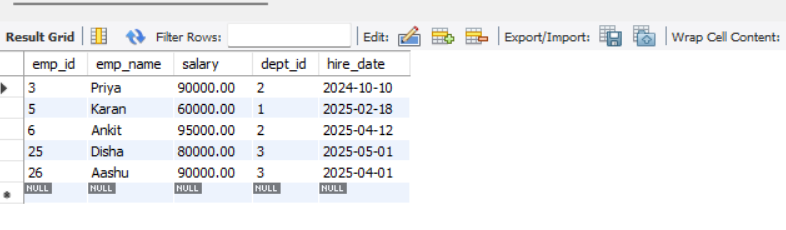 Result Grid Filter Rows: Edit: Export/Import: Wrap Cell Content:
emp_id emp_name salary dept_id hire_date
3 Priya 90000.00 2 2024-10-10
5 Karan 60000.00 1 2025-02-18
6 Ankit 95000.00 2 2025-04-12
25 Disha 80000.00 3 2025-05-01
26 Aashu 90000.00 3 2025-04-01
NULL NULL NULL NULL NULL